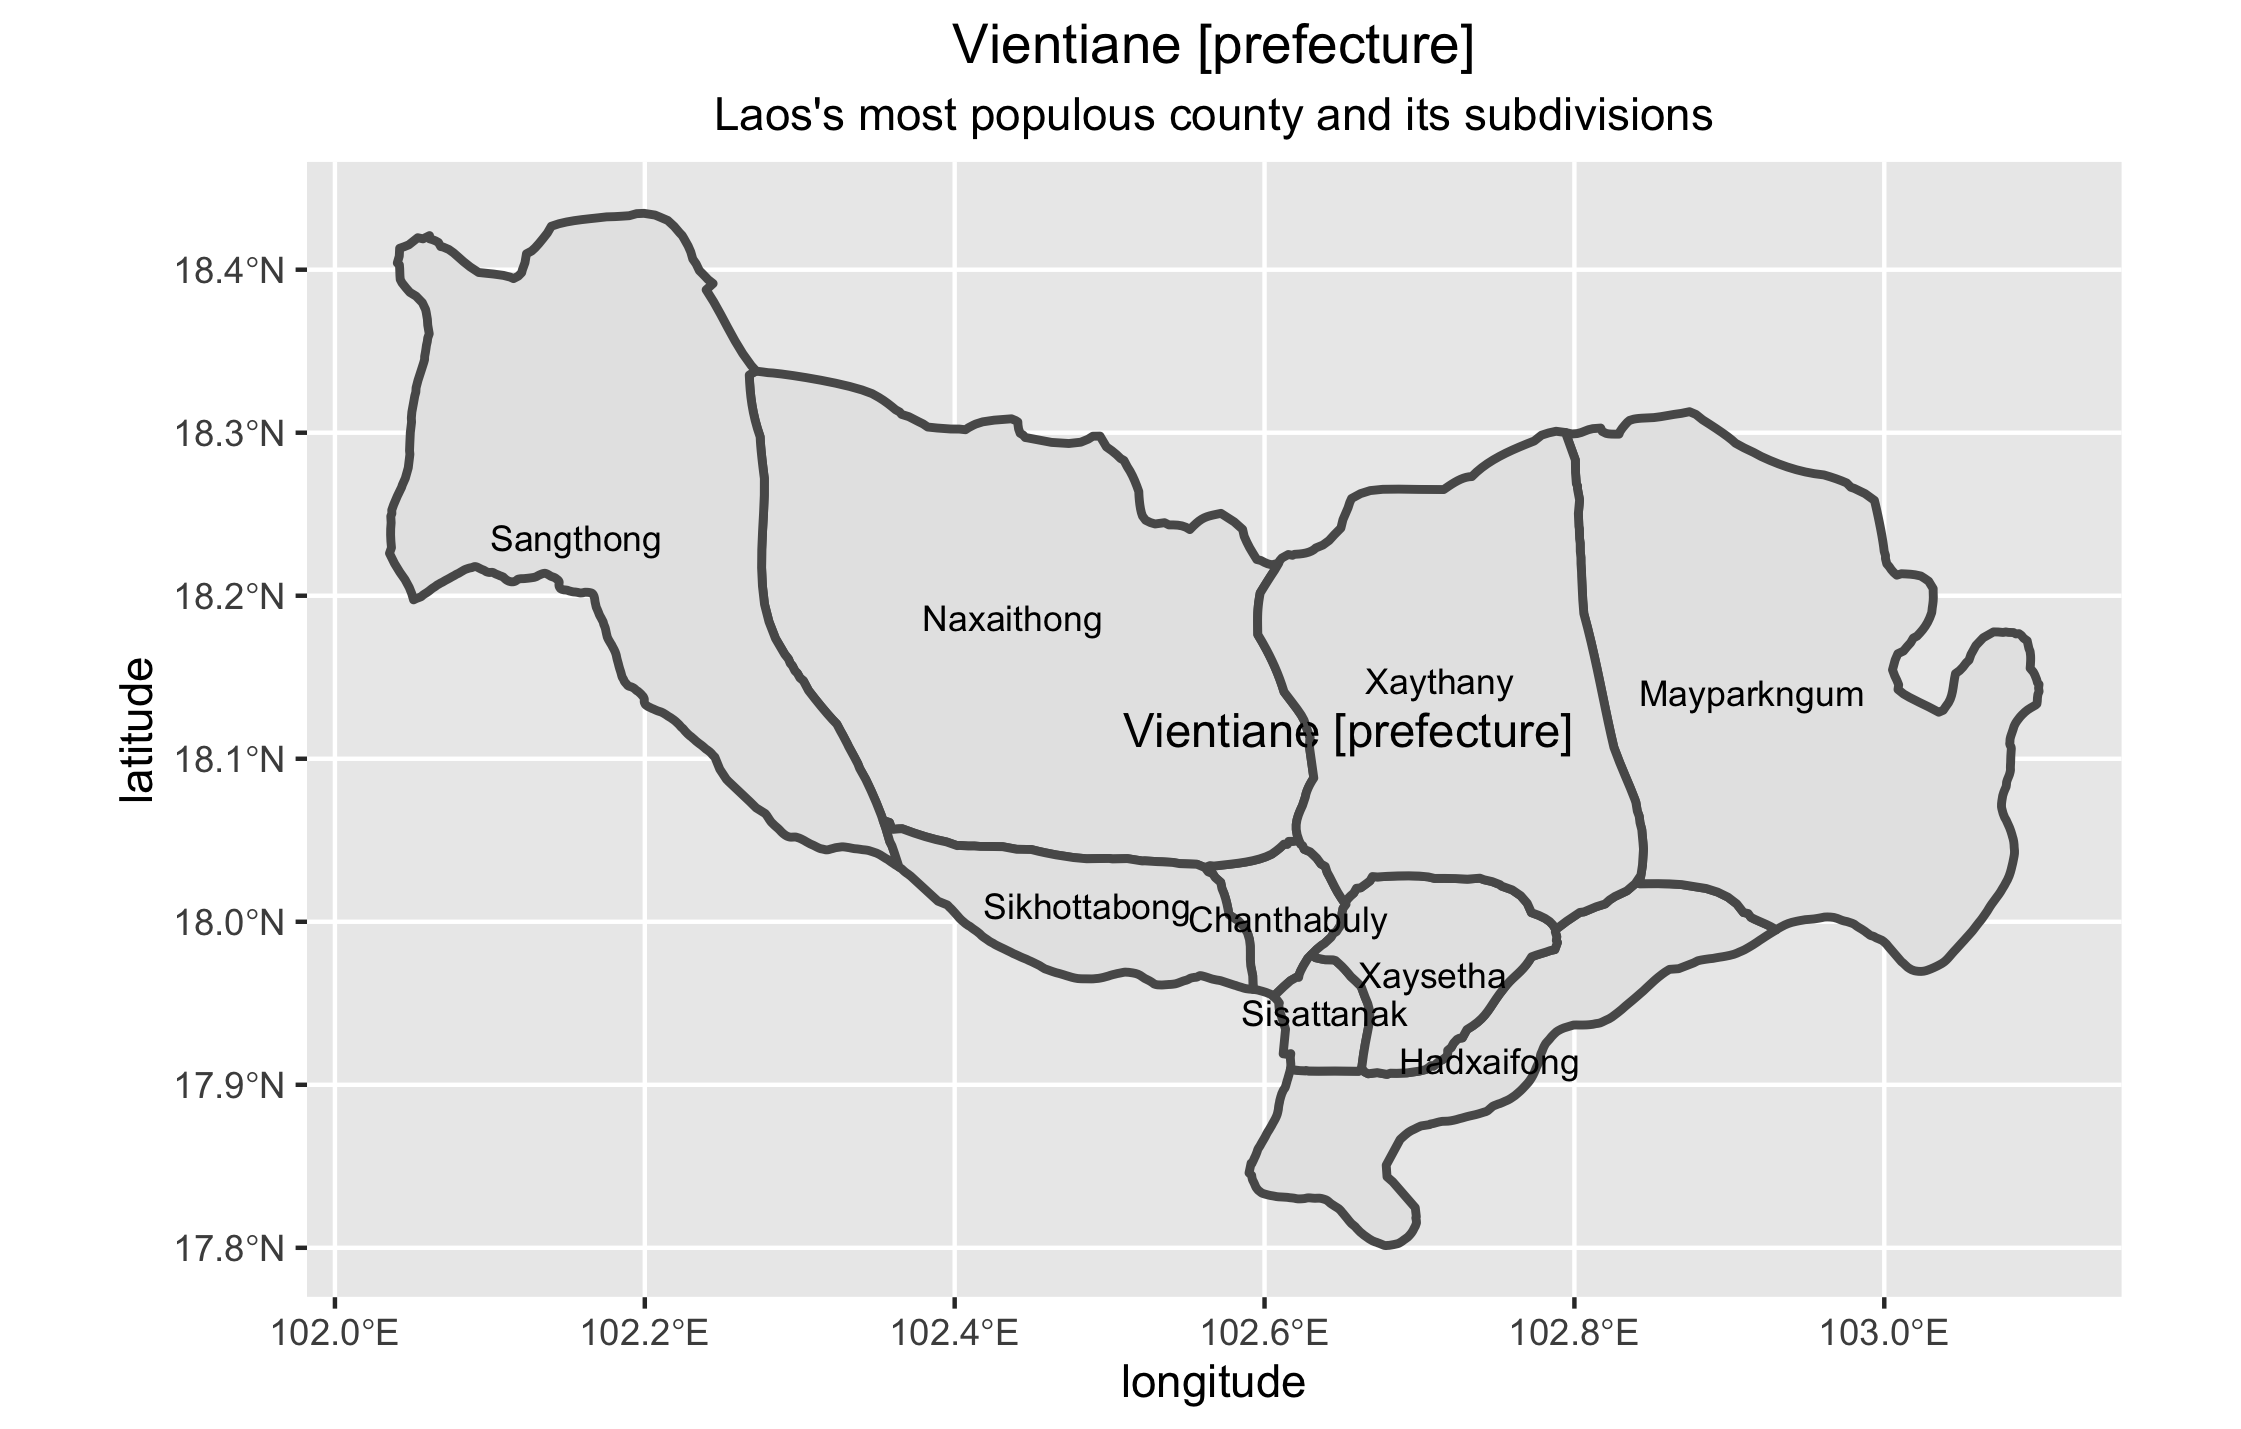 Vientiane [prefecture]
Laos's most populous county and its subdivisions
latitude
18.4°N
18.3°N
18.2°N
18.1°N
18.0°N
17.9°N
17.8°N
Sangthong
Naxaithong
Xaythany
Mayparkngum
Vientiane [prefecture]
Sikhottabong
Chanthabuly
Xaysetha
Sisattanak
Hadxaifong
102.0°E
102.2°E
102.4°E
102.6°E
102.8°E
103.0°E
longitude